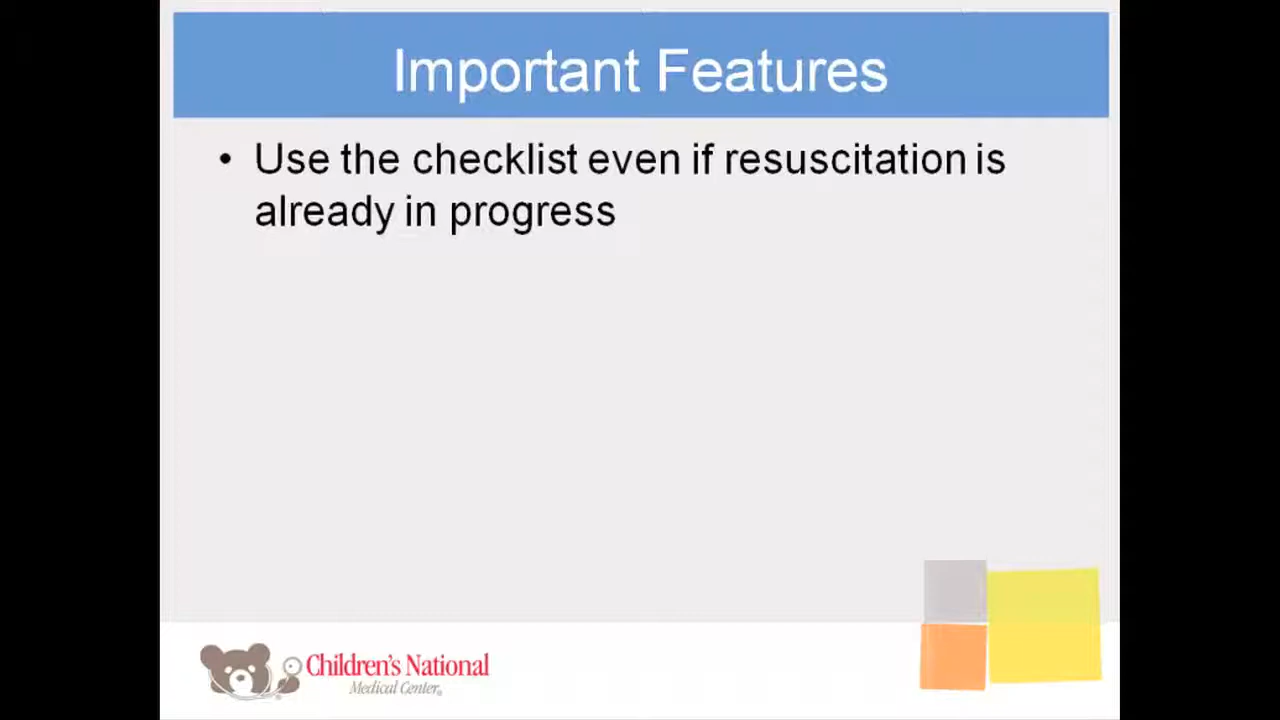 Important Features
• Use the checklist even if resuscitation is
already in progress
Children's National
Medical Center